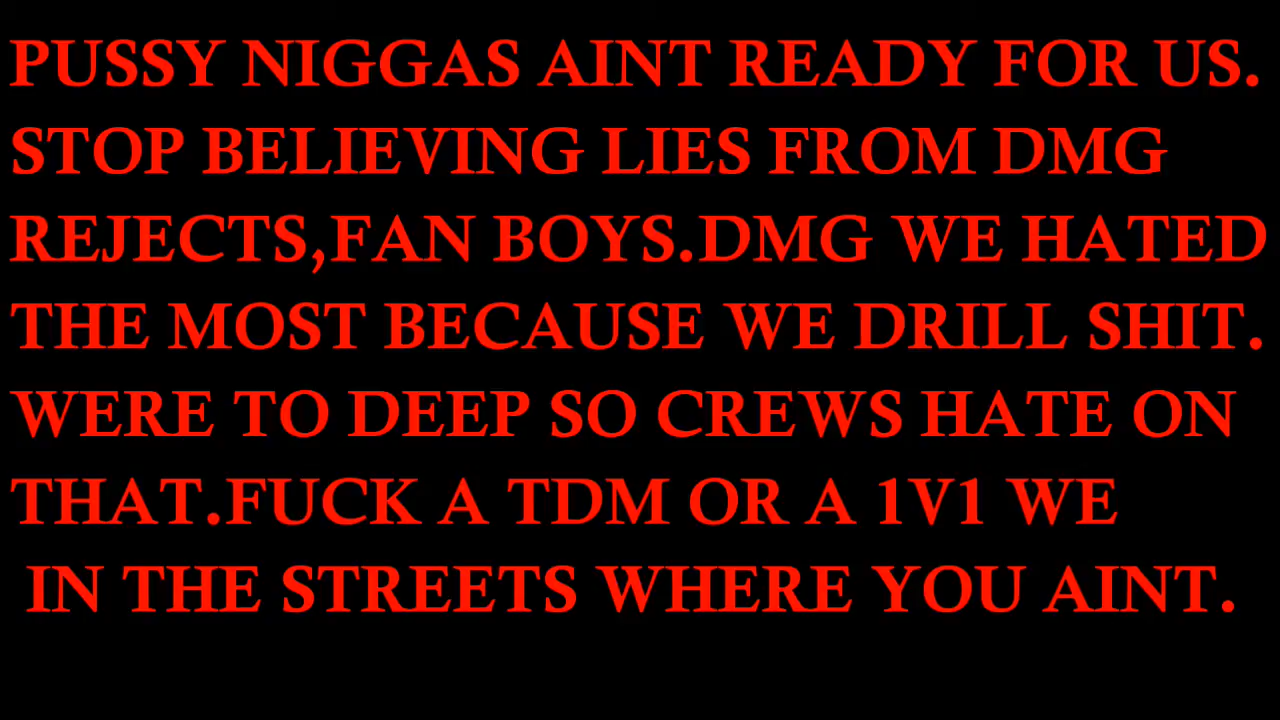 PUSSY NIGGAS AINT READY FOR US.
STOP BELIEVING LIES FROM DMG
REJECTS,FAN BOYS.DMG WE HATED
THE MOST BECAUSE WE DRILL SHIT.
WERE TO DEEP SO CREWS HATE ON
THAT.FUCK A TDM OR A 1V1 WE
IN THE STREETS WHERE YOU AINT.